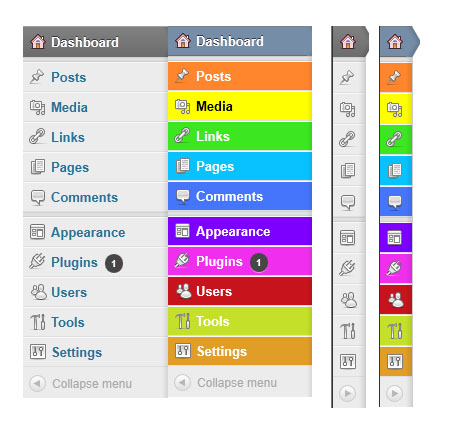 Dashboard
Posts
Media
Links
Pages
Comments
Appearance
Plugins 1
Users
Tools
Settings
Collapse menu
Dashboard
Posts
Media
Links
Pages
Comments
Appearance
Plugins 1
Users
Tools
Settings
Collapse menu